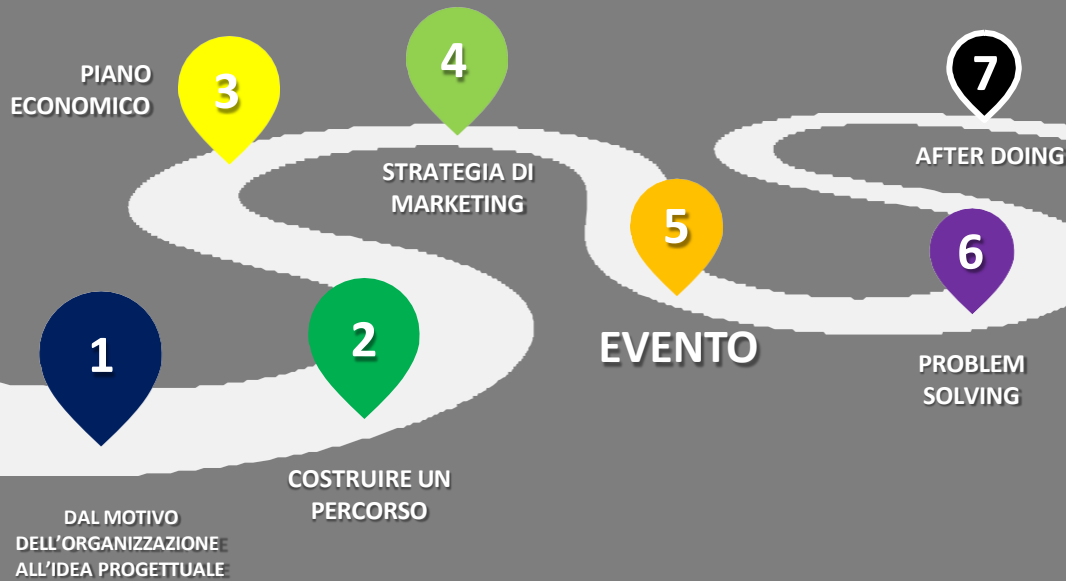 1
DAL MOTIVO
DELL'ORGANIZZAZIONE
ALL'IDEA PROGETTUALE
2
COSTRUIRE UN
PERCORSO
3
PIANO
ECONOMICO
4
STRATEGIA DI
MARKETING
5
EVENTO
6
PROBLEM
SOLVING
7
AFTER DOING